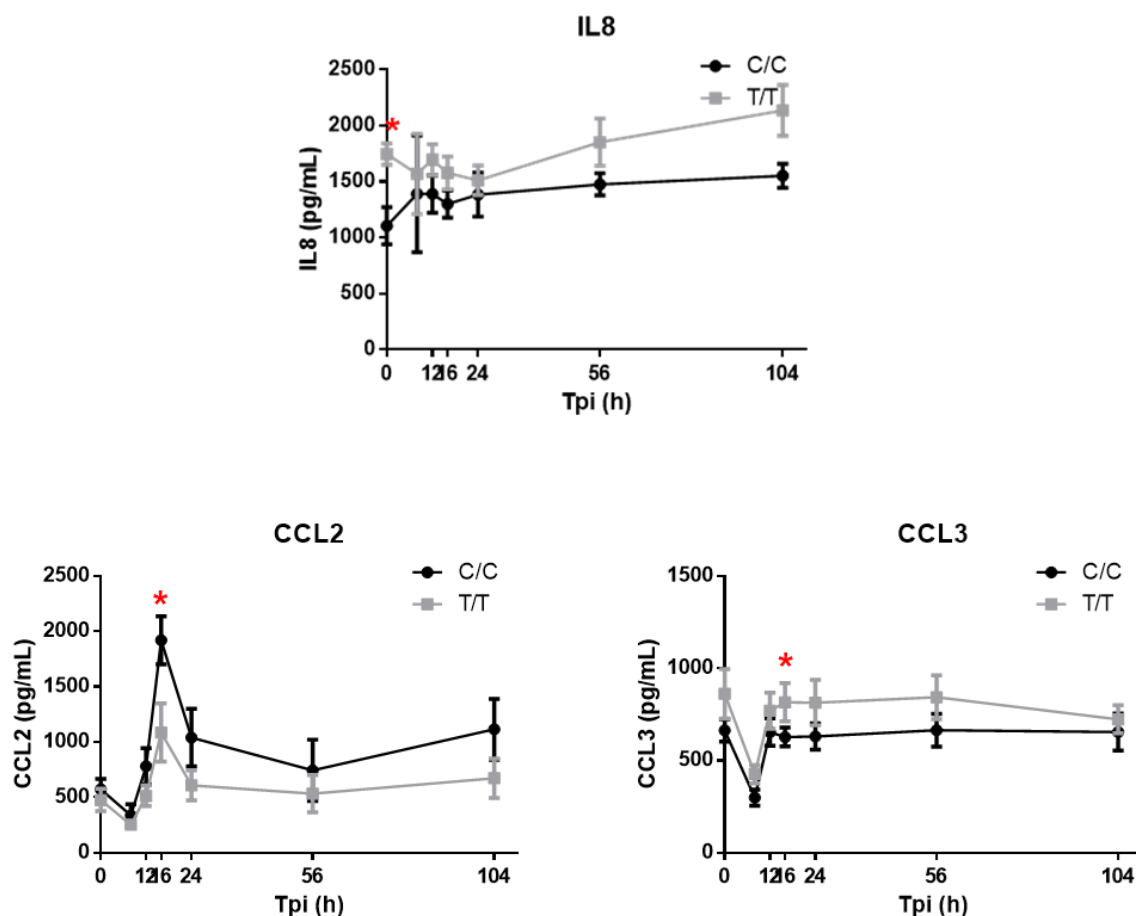 IL8
C/C
T/T
2500
2000
1500
1000
500
0
IL8 (pg/mL)
*
0 12 16 24 56 104
Tpi (h)
CCL2
C/C
T/T
2500
2000
1500
1000
500
0
CCL2 (pg/mL)
*
0 12 16 24 56 104
Tpi (h)
CCL3
C/C
T/T
1500
1000
500
0
CCL3 (pg/mL)
*
0 12 16 24 56 104
Tpi (h)